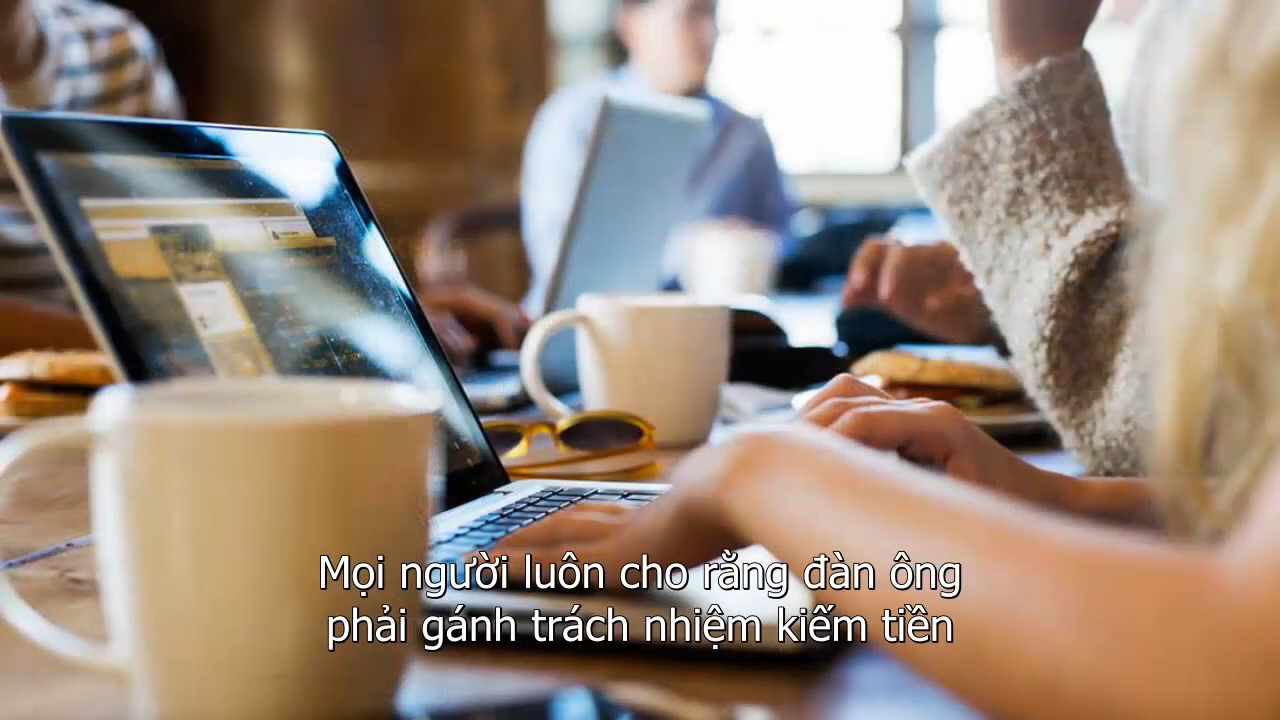 Mọi người luôn cho rằng đàn ông
phải gánh trách nhiệm kiếm tiền